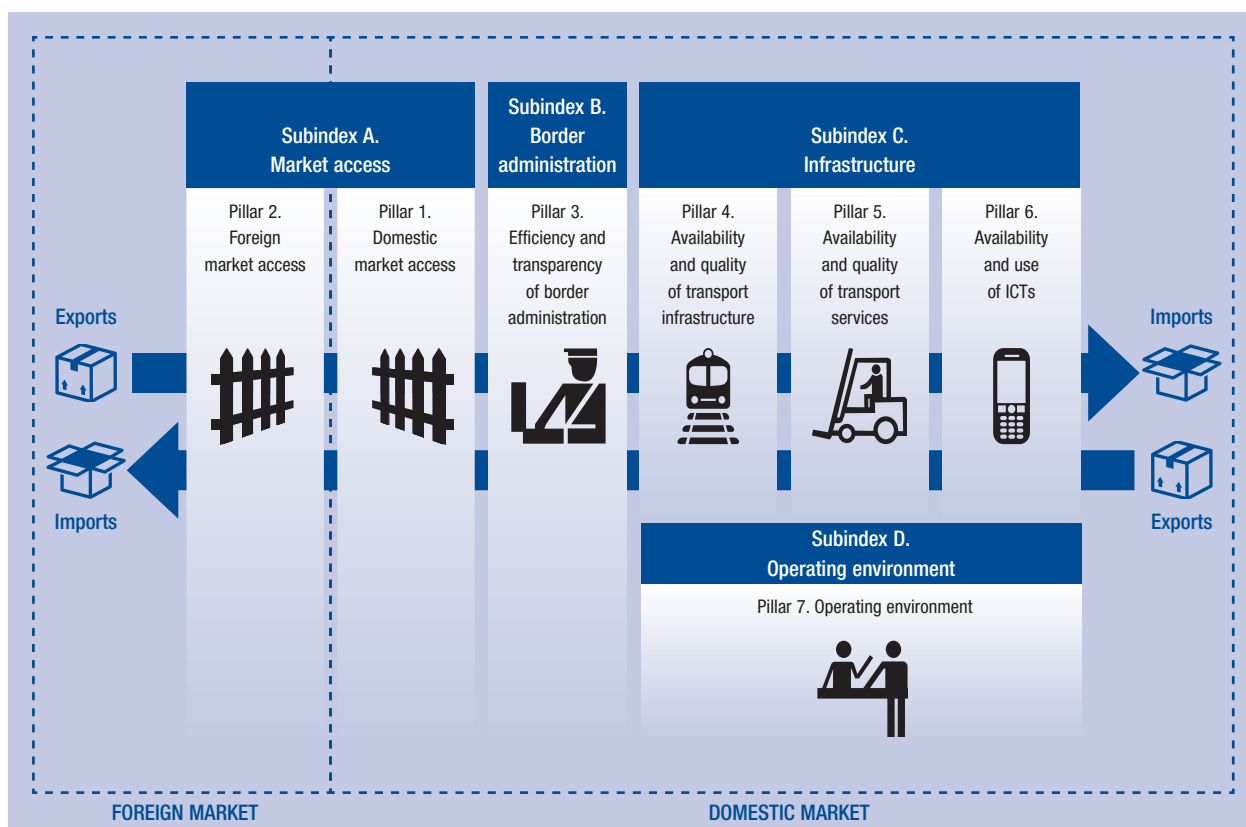 Subindex A.
Market access
Subindex B.
Border
administration
Subindex C.
Infrastructure
Pillar 2.
Foreign
market access
Pillar 1.
Domestic
market access
Pillar 3.
Efficiency and
transparency
of border
administration
Pillar 4.
Availability
and quality
of transport
infrastructure
Pillar 5.
Availability
and quality
of transport
services
Pillar 6.
Availability
and use
of ICTs
Exports
Imports
Imports
Exports
Subindex D.
Operating environment
Pillar 7. Operating environment
FOREIGN MARKET
DOMESTIC MARKET